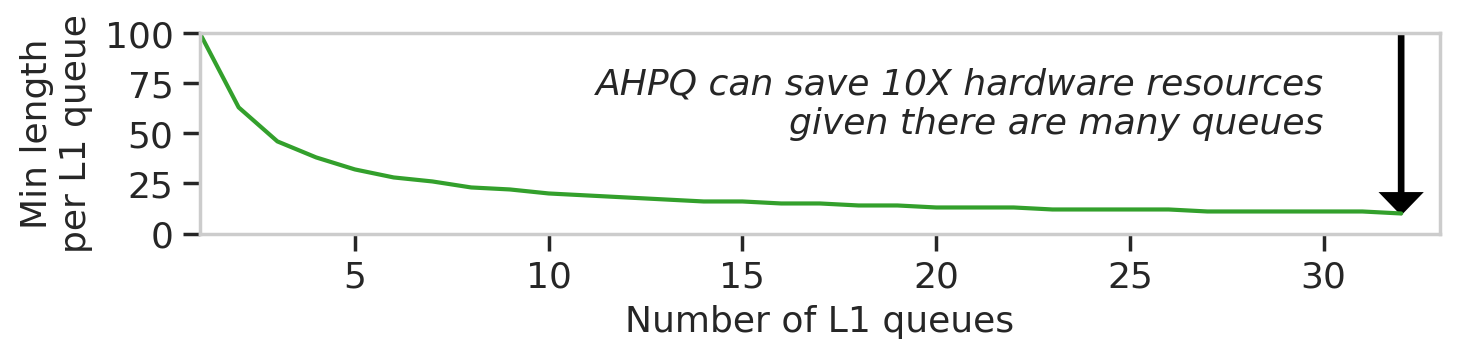 Min length
per L1 queue
100
75
50
25
0
AHPQ can save 10X hardware resources
given there are many queues
5 10 15 20 25 30
Number of L1 queues